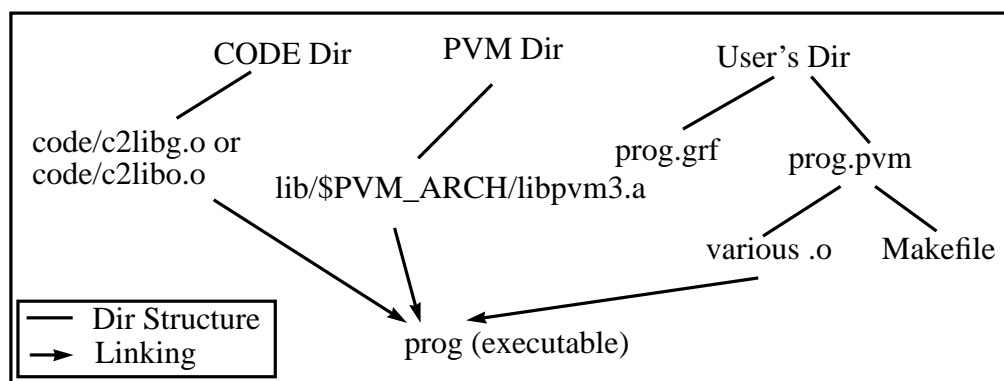 CODE Dir
PVM Dir
User's Dir
code/c2libg.o or
code/c2libo.o
lib/$PVM_ARCH/libpvm3.a
prog.grf
prog.pvm
various .o
Makefile
prog (executable)
Dir Structure
Linking